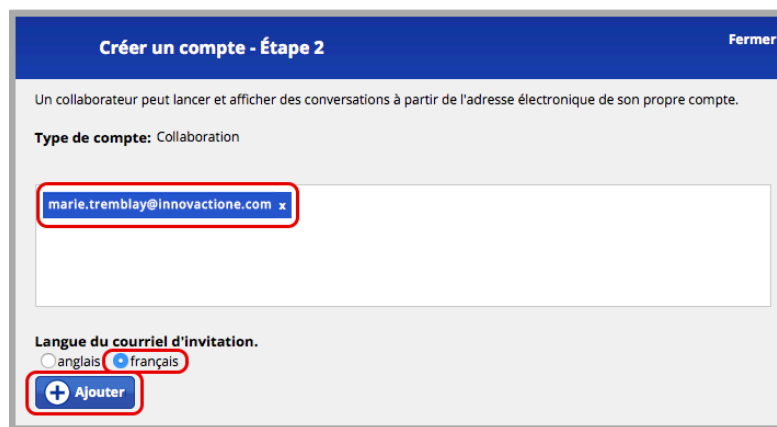 Créer un compte - Étape 2
Fermer
Un collaborateur peut lancer et afficher des conversations à partir de l'adresse électronique de son propre compte.
Type de compte: Collaboration
marie.tremblay@innovactione.com x
Langue du courriel d'invitation.
anglais français
Ajouter